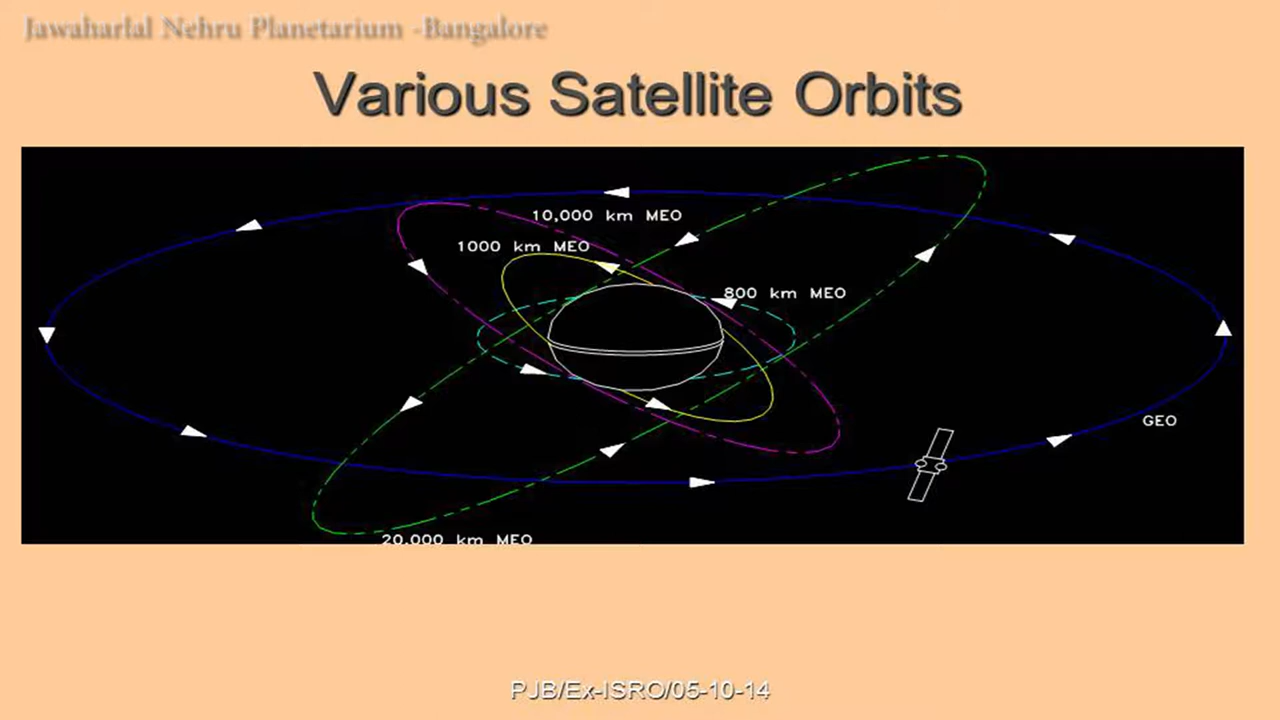 Jawaharlal Nehru Planetarium -Bangalore
Various Satellite Orbits
10,000 km MEO
1000 km MEO
800 km MEO
GEO
20,000 km MEO
PJB/Ex-ISRO/05-10-14